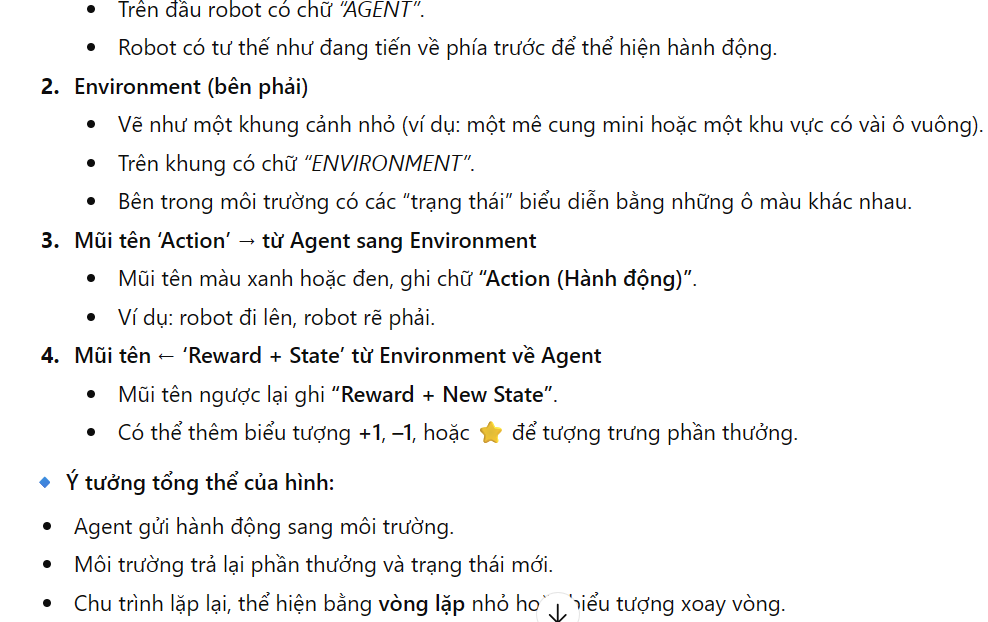 • Trên đầu robot có chữ “AGENT”.
• Robot có tư thế như đang tiến về phía trước để thể hiện hành động.
2. Environment (bên phải)
• Vẽ như một khung cảnh nhỏ (ví dụ: một mê cung mini hoặc một khu vực có vài ô vuông).
• Trên khung có chữ “ENVIRONMENT”.
• Bên trong môi trường có các “trạng thái” biểu diễn bằng những ô màu khác nhau.
3. Mũi tên ‘Action’ → từ Agent sang Environment
• Mũi tên màu xanh hoặc đen, ghi chữ “Action (Hành động)”.
• Ví dụ: robot đi lên, robot rẽ phải.
4. Mũi tên ← ‘Reward + State’ từ Environment về Agent
• Mũi tên ngược lại ghi “Reward + New State”.
• Có thể thêm biểu tượng +1, –1, hoặc ⭐ để tượng trưng phần thưởng.
🔹 Ý tưởng tổng thể của hình:
• Agent gửi hành động sang môi trường.
• Môi trường trả lại phần thưởng và trạng thái mới.
• Chu trình lặp lại, thể hiện bằng vòng lặp nhỏ biểu tượng xoay vòng.